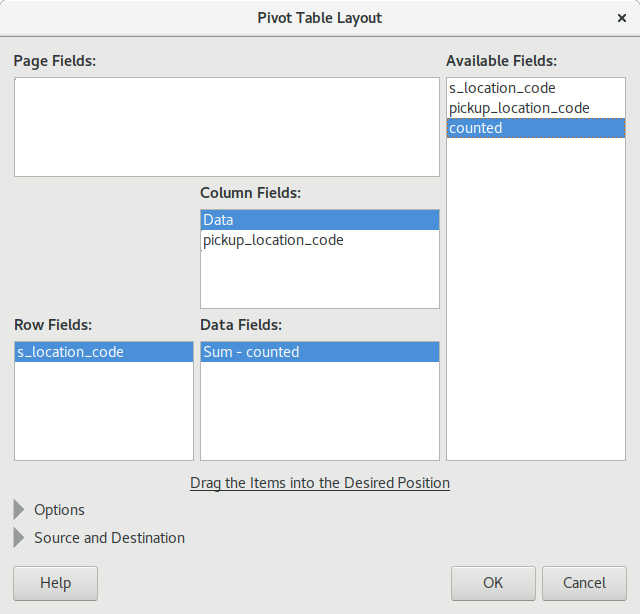 Pivot Table Layout
×
Page Fields:
Available Fields:
s_location_code
pickup_location_code
counted
Column Fields:
Data
pickup_location_code
Row Fields:
Data Fields:
s_location_code
Sum - counted
Drag the Items into the Desired Position
Options
Source and Destination
Help
OK
Cancel